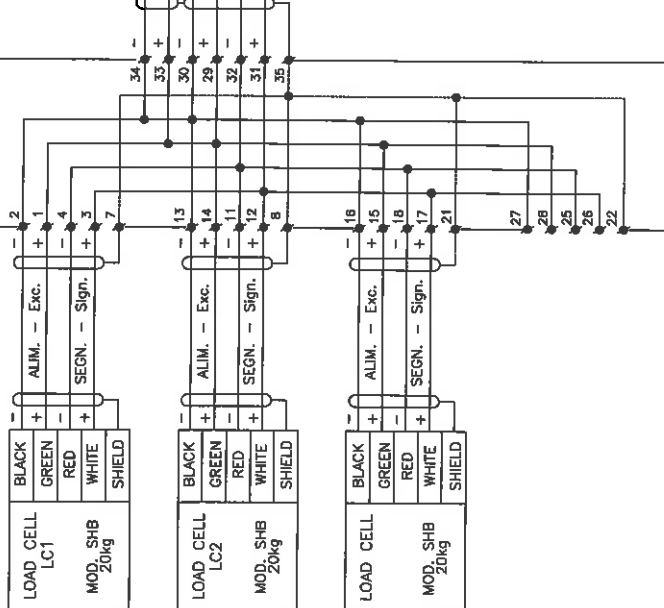 - + - + - +
34 33 30 29 32 31 35
2 1 4 3 7
13 14 11 12 8
16 15 18 17 21
27 28 25 26 22
- + - +
- + - +
- + - +
ALIM. - Exc.
SEGN. - Sign.
ALIM. - Exc.
SEGN. - Sign.
ALIM. - Exc.
SEGN. - Sign.
- + - +
- + - +
- + - +
BLACK
GREEN
RED
WHITE
SHIELD
BLACK
GREEN
RED
WHITE
SHIELD
BLACK
GREEN
RED
WHITE
SHIELD
LOAD CELL
LC1
MOD. SHB
20kg
LOAD CELL
LC2
MOD. SHB
20kg
LOAD CELL
MOD. SHB
20kg